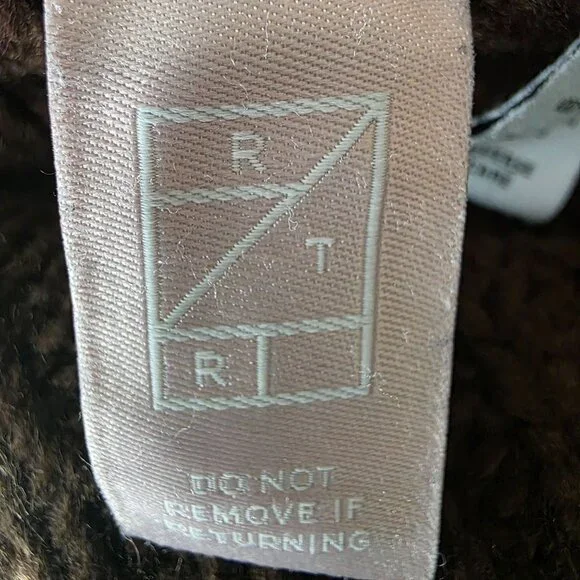 R
T
R
DO NOT
REMOVE IF
RETURNING